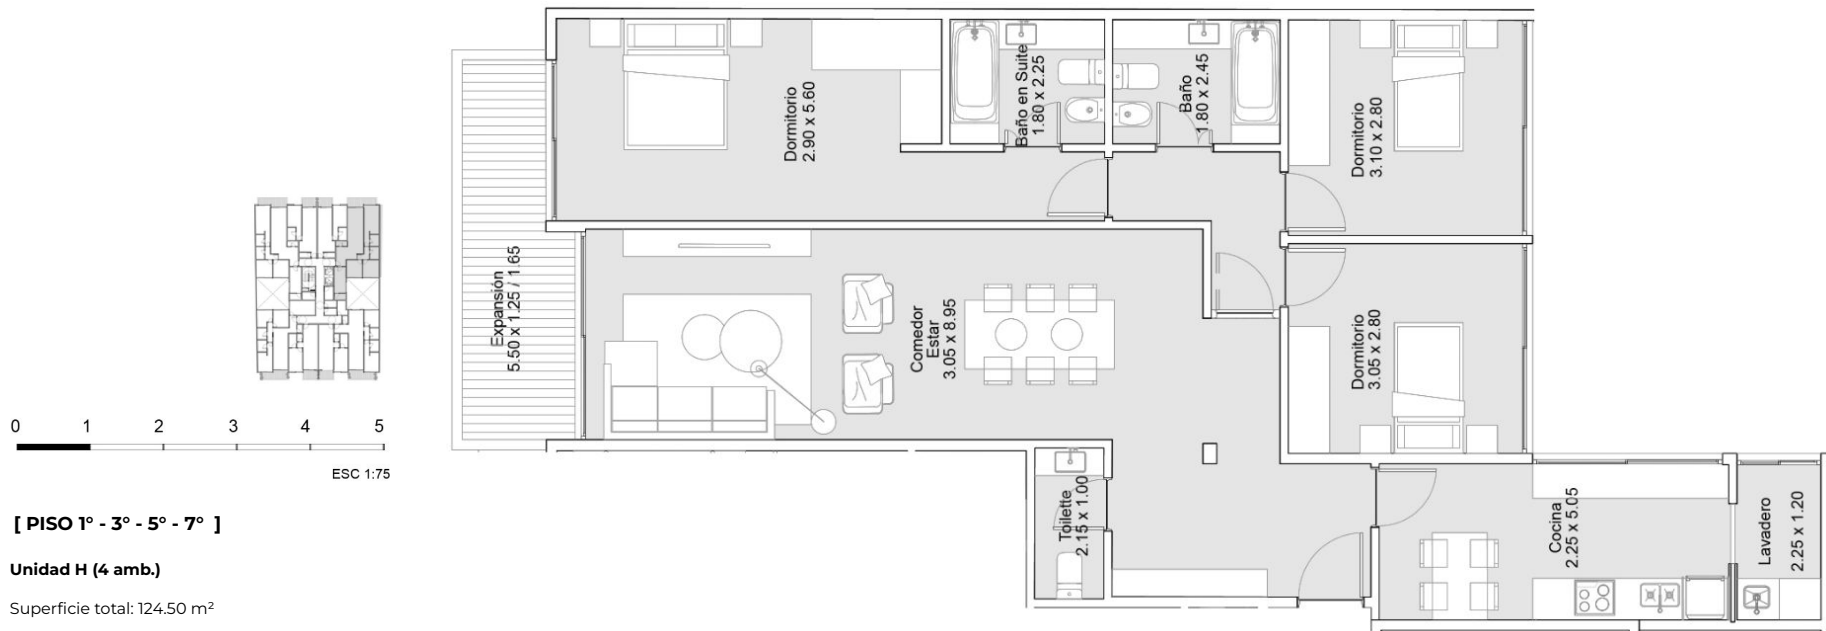 Dormitorio
2.90 x 5.60
Baño en Suite
1.80 x 2.25
Baño
1.80 x 2.45
Dormitorio
3.10 x 2.80
Expansión
5.50 x 1.25 / 1.65
Comedor
Estar
3.05 x 8.95
Dormitorio
3.05 x 2.80
Toilette
2.15 x 1.00
Cocina
2.25 x 5.05
Lavadero
2.25 x 1.20
0 1 2 3 4 5
ESC 1:75
[ PISO 1° - 3° - 5° - 7° ]
Unidad H (4 amb.)
Superficie total: 124.50 m²